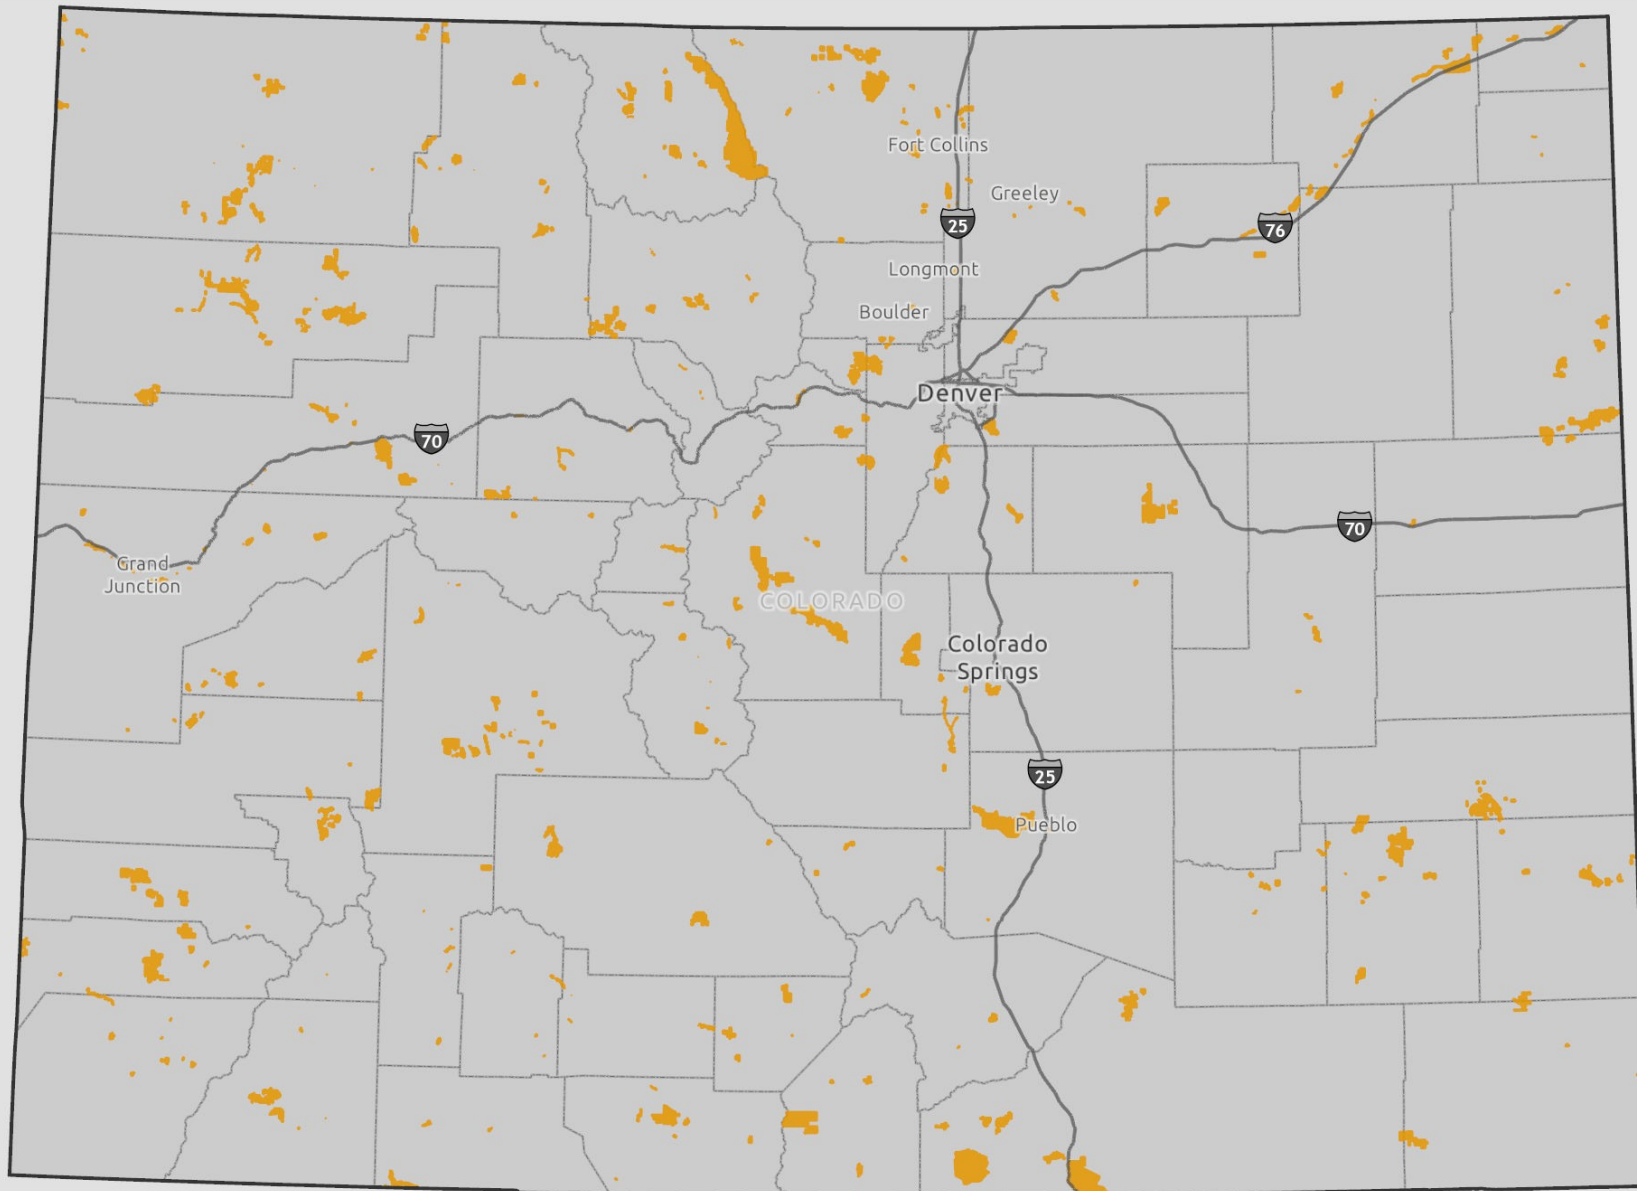 Fort Collins
Greeley
25
76
Longmont
Boulder
Denver
70
70
Grand
Junction
COLORADO
Colorado
Springs
25
Pueblo